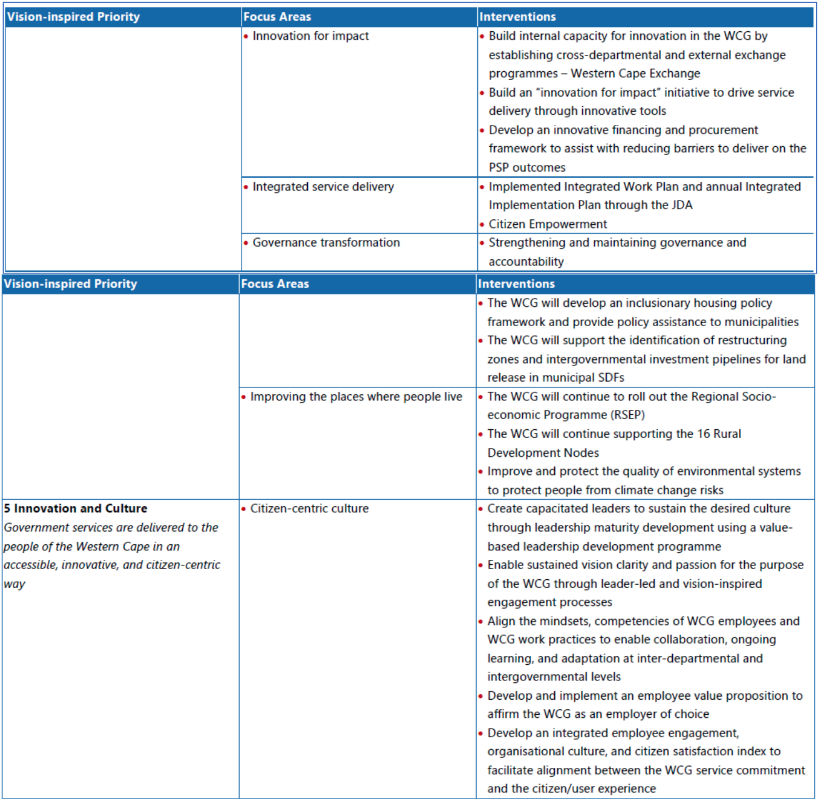 Vision-inspired Priority
Focus Areas
Interventions
• Innovation for impact
• Build internal capacity for innovation in the WCG by
establishing cross-departmental and external exchange
programmes – Western Cape Exchange
• Build an “innovation for impact” initiative to drive service
delivery through innovative tools
• Develop an innovative financing and procurement
framework to assist with reducing barriers to deliver on the
PSP outcomes
• Integrated service delivery
• Implemented Integrated Work Plan and annual Integrated
Implementation Plan through the JDA
• Citizen Empowerment
• Governance transformation
• Strengthening and maintaining governance and
accountability
Vision-inspired Priority
Focus Areas
Interventions
• The WCG will develop an inclusionary housing policy
framework and provide policy assistance to municipalities
• The WCG will support the identification of restructuring
zones and intergovernmental investment pipelines for land
release in municipal SDFs
• Improving the places where people live
• The WCG will continue to roll out the Regional Socio-
economic Programme (RSEP)
• The WCG will continue supporting the 16 Rural
Development Nodes
• Improve and protect the quality of environmental systems
to protect people from climate change risks
5 Innovation and Culture
Government services are delivered to the
people of the Western Cape in an
accessible, innovative, and citizen-centric
way
• Citizen-centric culture
• Create capacitated leaders to sustain the desired culture
through leadership maturity development using a value-
based leadership development programme
• Enable sustained vision clarity and passion for the purpose
of the WCG through leader-led and vision-inspired
engagement processes
• Align the mindsets, competencies of WCG employees and
WCG work practices to enable collaboration, ongoing
learning, and adaptation at inter-departmental and
intergovernmental levels
• Develop and implement an employee value proposition to
affirm the WCG as an employer of choice
• Develop an integrated employee engagement,
organisational culture, and citizen satisfaction index to
facilitate alignment between the WCG service commitment
and the citizen/user experience